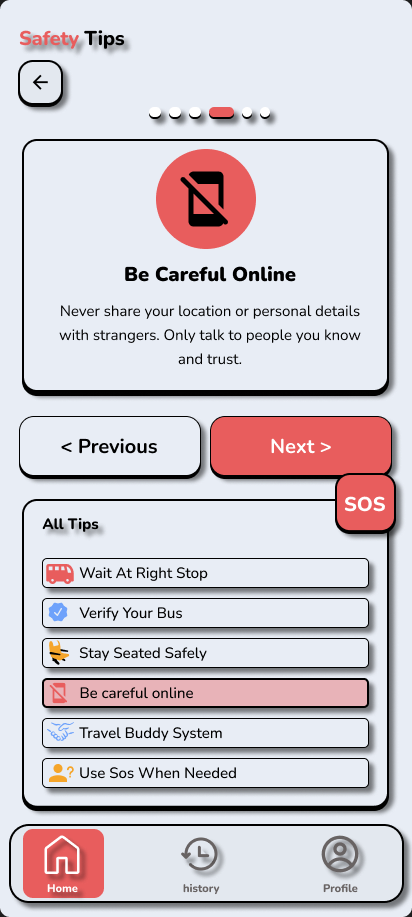 Safety Tips
Be Careful Online
Never share your location or personal details
with strangers. Only talk to people you know
and trust.
< Previous
Next >
SOS
All Tips
Wait At Right Stop
Verify Your Bus
Stay Seated Safely
Be careful online
Travel Buddy System
Use Sos When Needed
Home
history
Profile